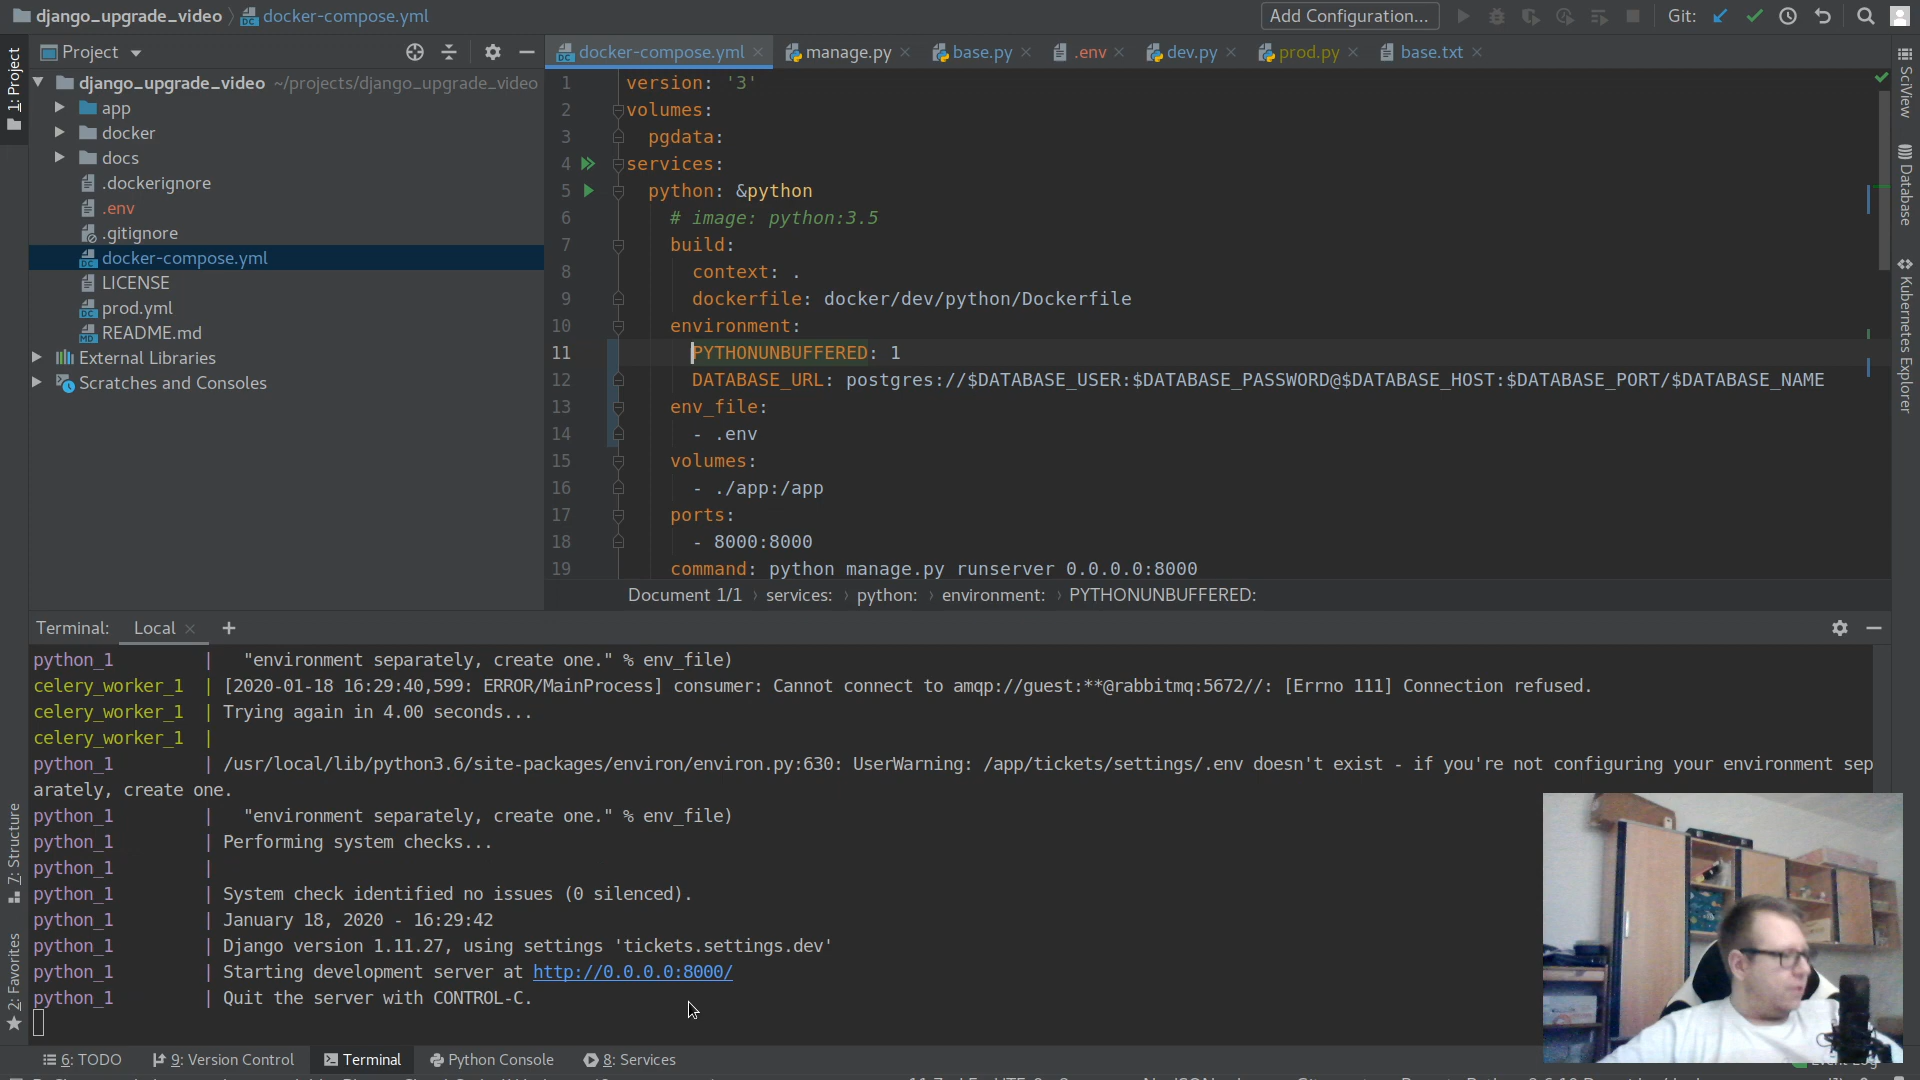 django_upgrade_video
docker-compose.yml
Add Configuration...
Git:
Project
docker-compose.yml
manage.py
base.py
.env
dev.py
prod.py
base.txt
1: Project
7: Structure
2: Favorites
SciView
Database
Kubernetes Explorer
django_upgrade_video ~/projects/django_upgrade_video
app
docker
docs
.dockerignore
.env
.gitignore
docker-compose.yml
LICENSE
prod.yml
README.md
External Libraries
Scratches and Consoles
1 version: '3'
2 volumes:
3 pgdata:
4 services:
5 python: &python
6 # image: python:3.5
7 build:
8 context: .
9 dockerfile: docker/dev/python/Dockerfile
10 environment:
11 PYTHONUNBUFFERED: 1
12 DATABASE_URL: postgres://$DATABASE_USER:$DATABASE_PASSWORD@$DATABASE_HOST:$DATABASE_PORT/$DATABASE_NAME
13 env_file:
14 - .env
15 volumes:
16 - ./app:/app
17 ports:
18 - 8000:8000
19 command: python manage.py runserver 0.0.0.0:8000
Document 1/1 › services: › python: › environment: › PYTHONUNBUFFERED:
Terminal: Local +
python_1 | "environment separately, create one." % env_file)
celery_worker_1 | [2020-01-18 16:29:40,599: ERROR/MainProcess] consumer: Cannot connect to amqp://guest:**@rabbitmq:5672//: [Errno 111] Connection refused.
celery_worker_1 | Trying again in 4.00 seconds...
celery_worker_1 |
python_1 | /usr/local/lib/python3.6/site-packages/environ/environ.py:630: UserWarning: /app/tickets/settings/.env doesn't exist - if you're not configuring your environment sep
arately, create one.
python_1 | "environment separately, create one." % env_file)
python_1 | Performing system checks...
python_1 |
python_1 | System check identified no issues (0 silenced).
python_1 | January 18, 2020 - 16:29:42
python_1 | Django version 1.11.27, using settings 'tickets.settings.dev'
python_1 | Starting development server at http://0.0.0.0:8000/
python_1 | Quit the server with CONTROL-C.
6: TODO
9: Version Control
Terminal
Python Console
8: Services